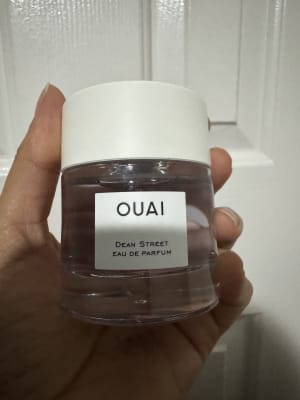 OUAI
DEAN STREET
EAU DE PARFUM